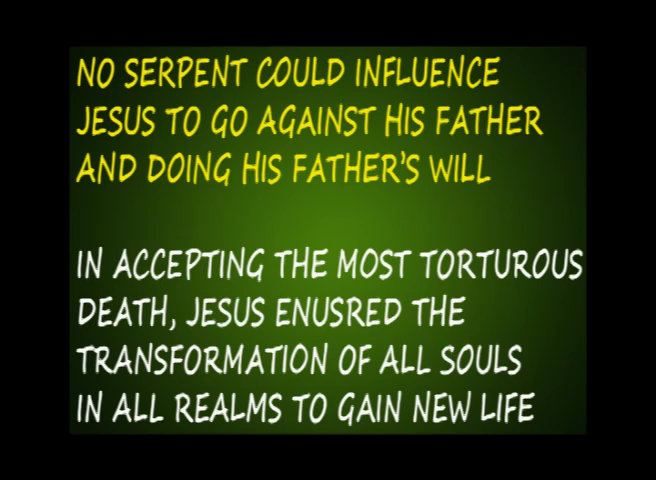 NO SERPENT COULD INFLUENCE
JESUS TO GO AGAINST HIS FATHER
AND DOING HIS FATHER'S WILL
IN ACCEPTING THE MOST TORTUROUS
DEATH, JESUS ENUSRED THE
TRANSFORMATION OF ALL SOULS
IN ALL REALMS TO GAIN NEW LIFE